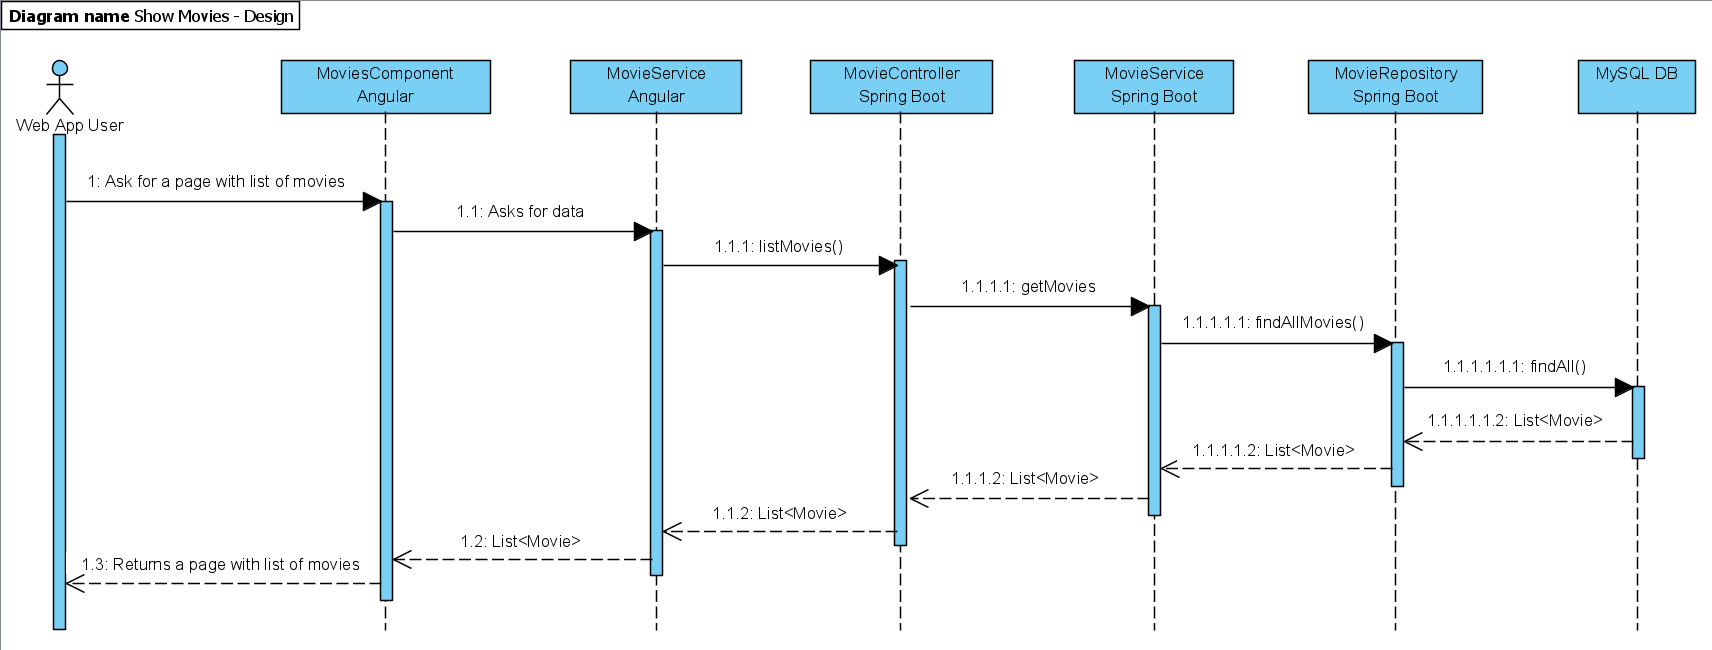 Diagram name Show Movies - Design
Web App User
MoviesComponent
Angular
MovieService
Angular
MovieController
Spring Boot
MovieService
Spring Boot
MovieRepository
Spring Boot
MySQL DB
1: Ask for a page with list of movies
1.1: Asks for data
1.1.1: listMovies()
1.1.1.1: getMovies
1.1.1.1.1: findAllMovies()
1.1.1.1.1.1: findAll()
1.1.1.1.1.2: List<Movie>
1.1.1.1.2: List<Movie>
1.1.1.2: List<Movie>
1.1.2: List<Movie>
1.2: List<Movie>
1.3: Returns a page with list of movies